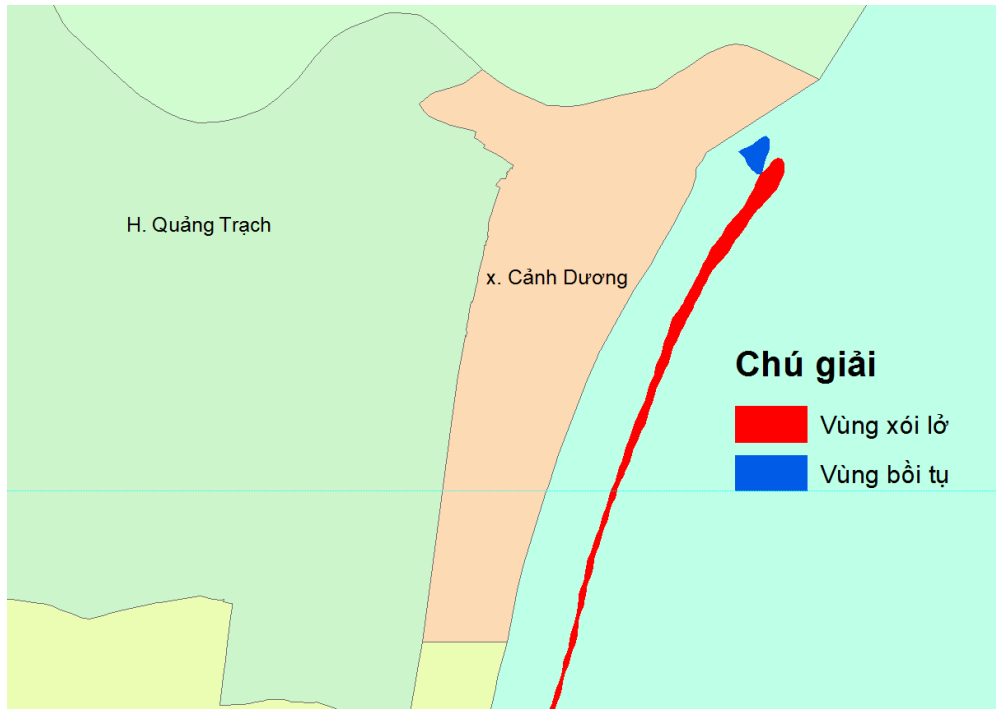 H. Quảng Trạch
x. Cảnh Dương
Chú giải
Vùng xói lở
Vùng bồi tụ